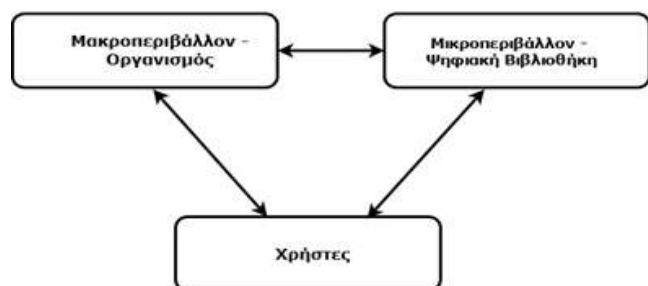 Μακροπεριβάλλον -
Οργανισμός
Μικροπεριβάλλον -
Ψηφιακή Βιβλιοθήκη
Χρήστες